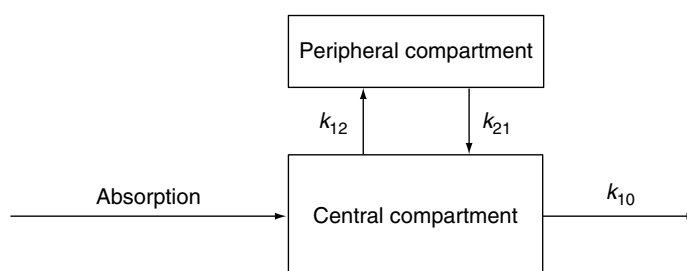 Peripheral compartment
k12
k21
Absorption
k10
Central compartment